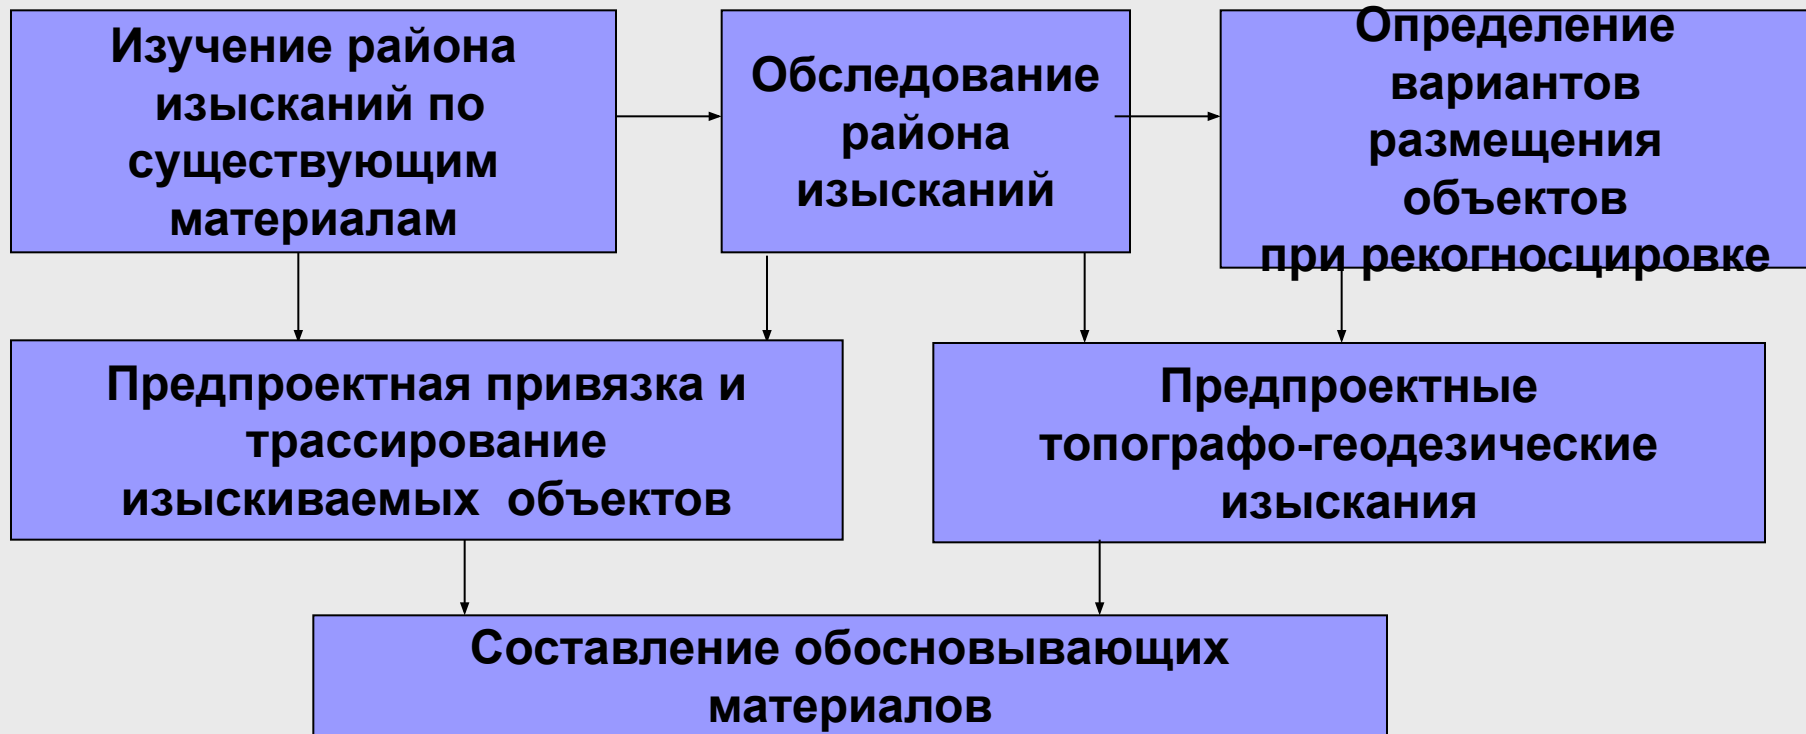 Изучение района
изысканий по
существующим
материалам
Обследование
района
изысканий
Определение
вариантов
размещения
объектов
при рекогносцировке
Предпроектная привязка и
трассирование
изыскиваемых объектов
Предпроектные
топографо-геодезические
изыскания
Составление обосновывающих
материалов